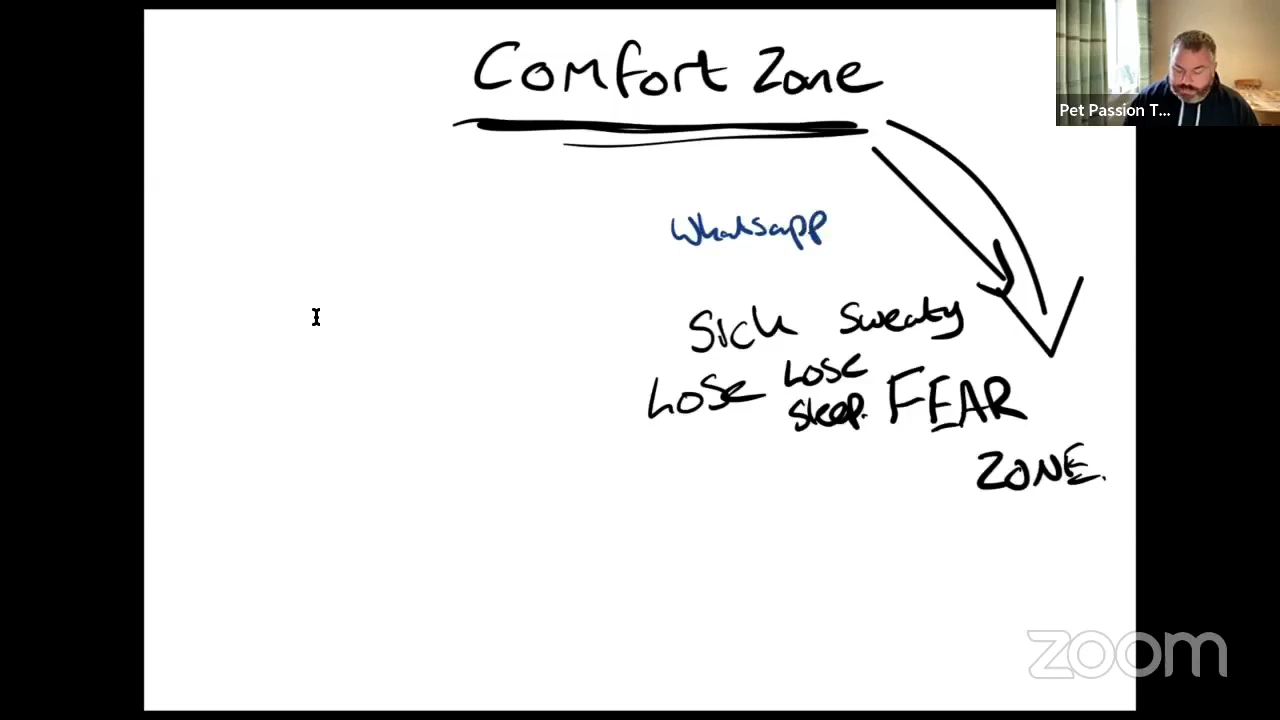 Comfort Zone
Pet Passion T...
Whatsapp
Sick Sweaty
Lose Lose
sleep. FEAR
ZONE.
zoom